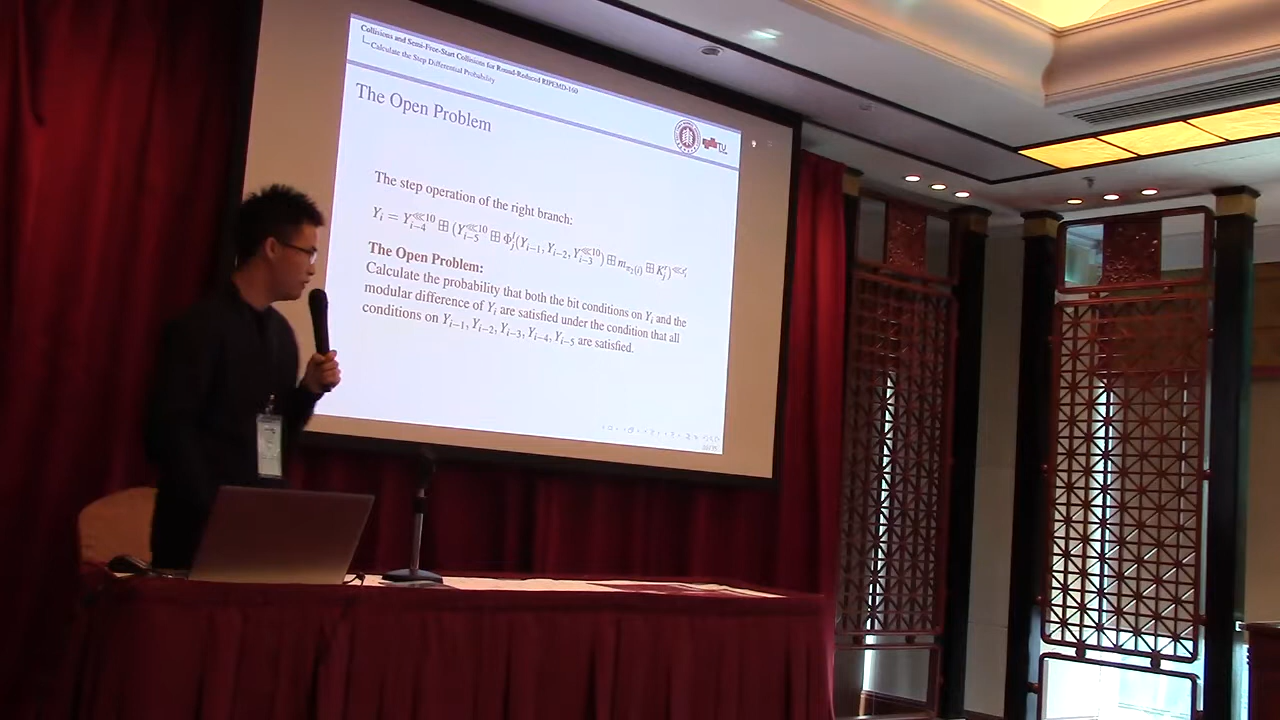 Collisions and Semi-Free-Start Collisions for Round-Reduced RIPEMD-160
Calculate the Step Differential Probability
The Open Problem
TU
The step operation of the right branch:
Y_i = Y_{i-4}^{≪10} ⊞ (Y_{i-5}^{≪10} ⊞ Φ_j^r(Y_{i-1}, Y_{i-2}, Y_{i-3}^{≪10}) ⊞ m_{π_2(i)} ⊞ K_j^r)^{≪s_i^r}
The Open Problem:
Calculate the probability that both the bit conditions on Y_i and the
modular difference of Y_i are satisfied under the condition that all
conditions on Y_{i-1}, Y_{i-2}, Y_{i-3}, Y_{i-4}, Y_{i-5} are satisfied.